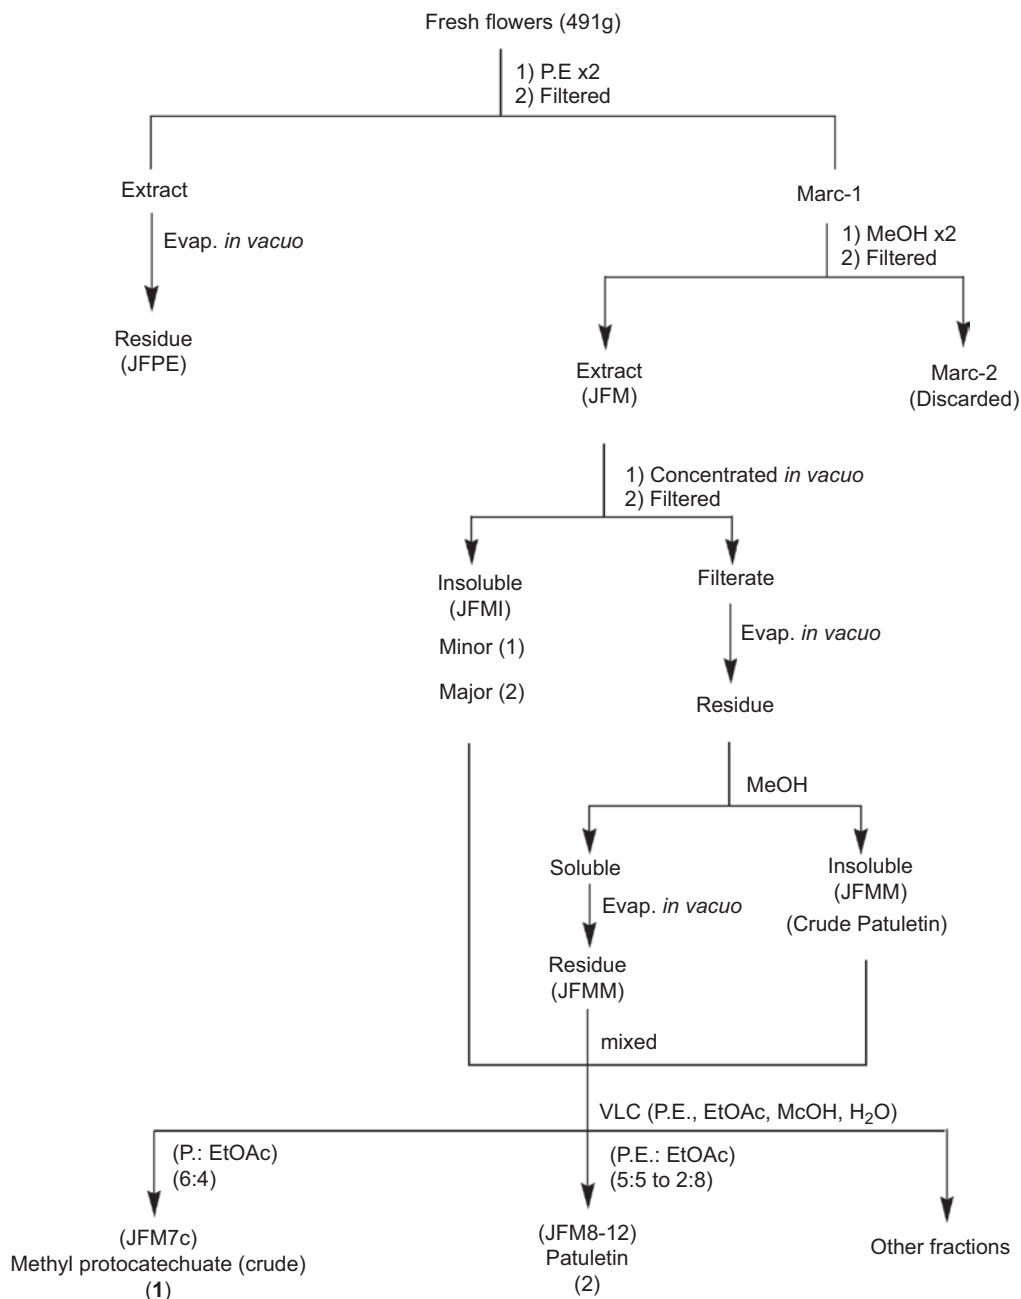 Fresh flowers (491g)
1) P.E x2
2) Filtered
Extract
Marc-1
Evap. in vacuo
1) MeOH x2
2) Filtered
Residue
(JFPE)
Extract
(JFM)
Marc-2
(Discarded)
1) Concentrated in vacuo
2) Filtered
Insoluble
(JFMI)
Minor (1)
Major (2)
Filterate
Evap. in vacuo
Residue
MeOH
Soluble
Insoluble
(JFMM)
(Crude Patuletin)
Evap. in vacuo
Residue
(JFMM)
mixed
VLC (P.E., EtOAc, McOH, H₂O)
(P.: EtOAc)
(6:4)
(P.E.: EtOAc)
(5:5 to 2:8)
(JFM7c)
Methyl protocatechuate (crude)
(1)
(JFM8-12)
Patuletin
(2)
Other fractions